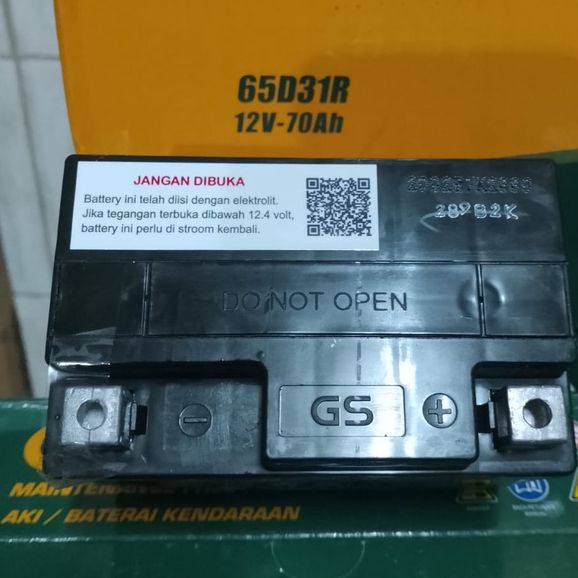 65D31R
12V-70Ah
JANGAN DIBUKA
Battery ini telah diisi dengan elektrolit.
Jika tegangan terbuka dibawah 12.4 volt,
battery ini perlu di stroom kembali.
DO NOT OPEN
GS
AKI / BATERAI KENDARAAN